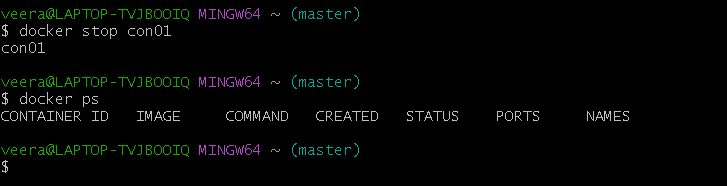 veera@LAPTOP-TVJBOOIQ MINGW64 ~ (master)
$ docker stop con01
con01
veera@LAPTOP-TVJBOOIQ MINGW64 ~ (master)
$ docker ps
CONTAINER ID   IMAGE     COMMAND   CREATED   STATUS    PORTS     NAMES
veera@LAPTOP-TVJBOOIQ MINGW64 ~ (master)
$